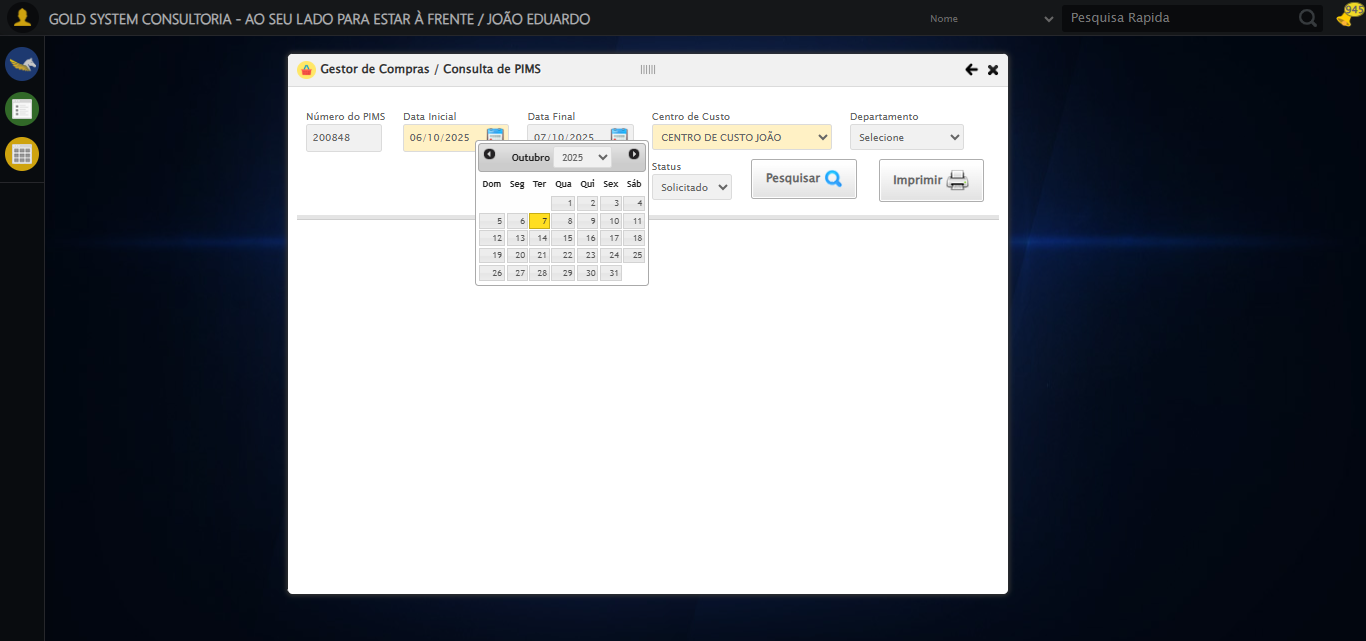 GOLD SYSTEM CONSULTORIA - AO SEU LADO PARA ESTAR À FRENTE / JOÃO EDUARDO
Nome
Pesquisa Rapida
945
Gestor de Compras / Consulta de PIMS
Número do PIMS Data Inicial Data Final Centro de Custo Departamento
200848 06/10/2025 07/10/2025 CENTRO DE CUSTO JOÃO Selecione
Outubro 2025
Dom Seg Ter Qua Qui Sex Sáb
1 2 3 4
5 6 7 8 9 10 11
12 13 14 15 16 17 18
19 20 21 22 23 24 25
26 27 28 29 30 31
Status
Solicitado
Pesquisar
Imprimir